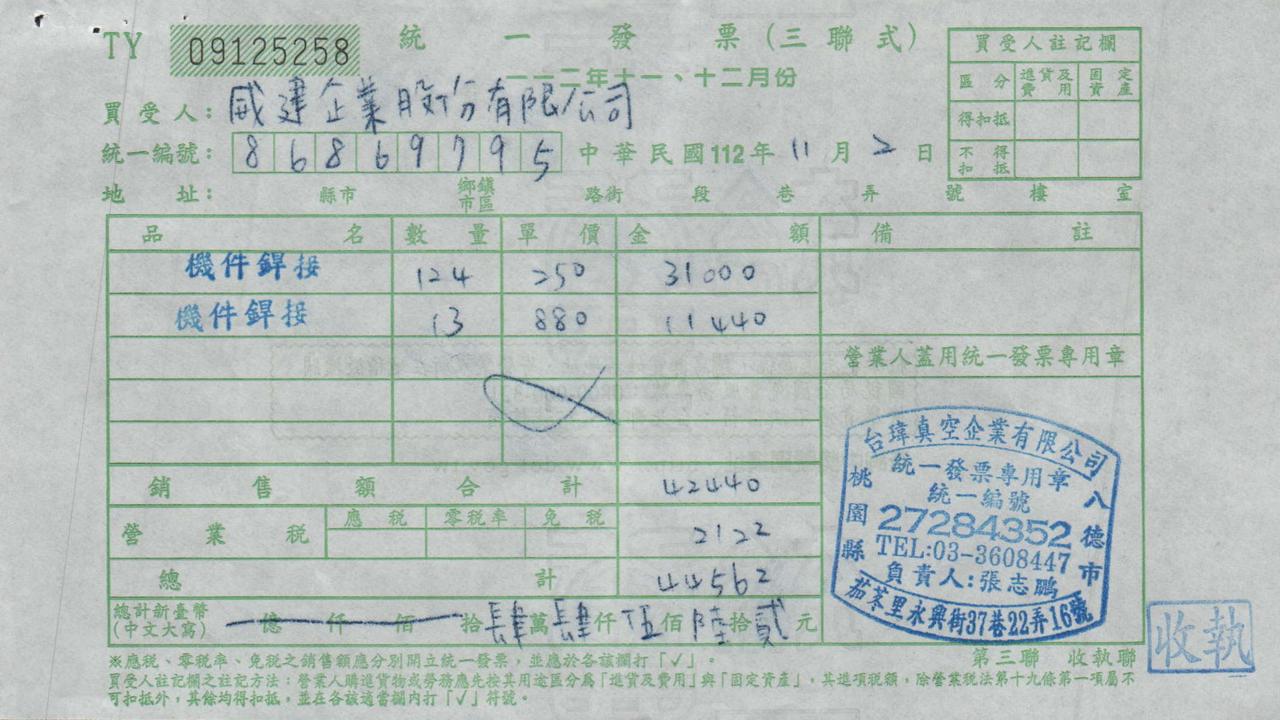 TY 09125258 統一發票(三聯式)
一一二年十一、十二月份
買受人: 威建企業股份有限公司
統一編號: 86869795 中華民國112年11月2日
地址: 縣市 鄉鎮市區 路街 段 巷 弄 號 樓 室
買受人註記欄
區分 進貨及費用 固定資產
得扣抵
不得扣抵
品名 數量 單價 金額 備註
機件銲接 124 250 31000
機件銲接 13 880 11440
營業人蓋用統一發票專用章
銷售額合計 42440
營業稅 應稅 零稅率 免稅 2122
總計 44562
總計新臺幣(中文大寫) 億仟佰拾肆萬肆仟伍佰陸拾貳元
台瑋真空企業有限公司
統一發票專用章
統一編號
27284352
TEL:03-3608447
負責人:張志鵬
桃園縣八德市
茄苳里永興街37巷22弄16號
第三聯 收執聯
收執
※應稅、零稅率、免稅之銷售額應分別開立統一發票,並應於各該欄打「✓」。
買受人註記欄之註記方法:營業人購進貨物或勞務應先按其用途區分為「進貨及費用」與「固定資產」,其進項稅額,除營業稅法第十九條第一項屬不
可扣抵外,其餘均得扣抵,並在各該適當欄內打「✓」符號。